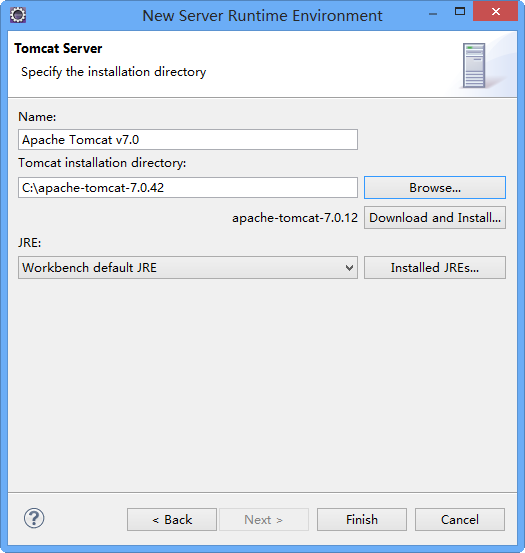 New Server Runtime Environment
Tomcat Server
Specify the installation directory
Name:
Apache Tomcat v7.0
Tomcat installation directory:
C:\apache-tomcat-7.0.42
Browse...
apache-tomcat-7.0.12
Download and Install...
JRE:
Workbench default JRE
Installed JREs...
?
< Back
Next >
Finish
Cancel